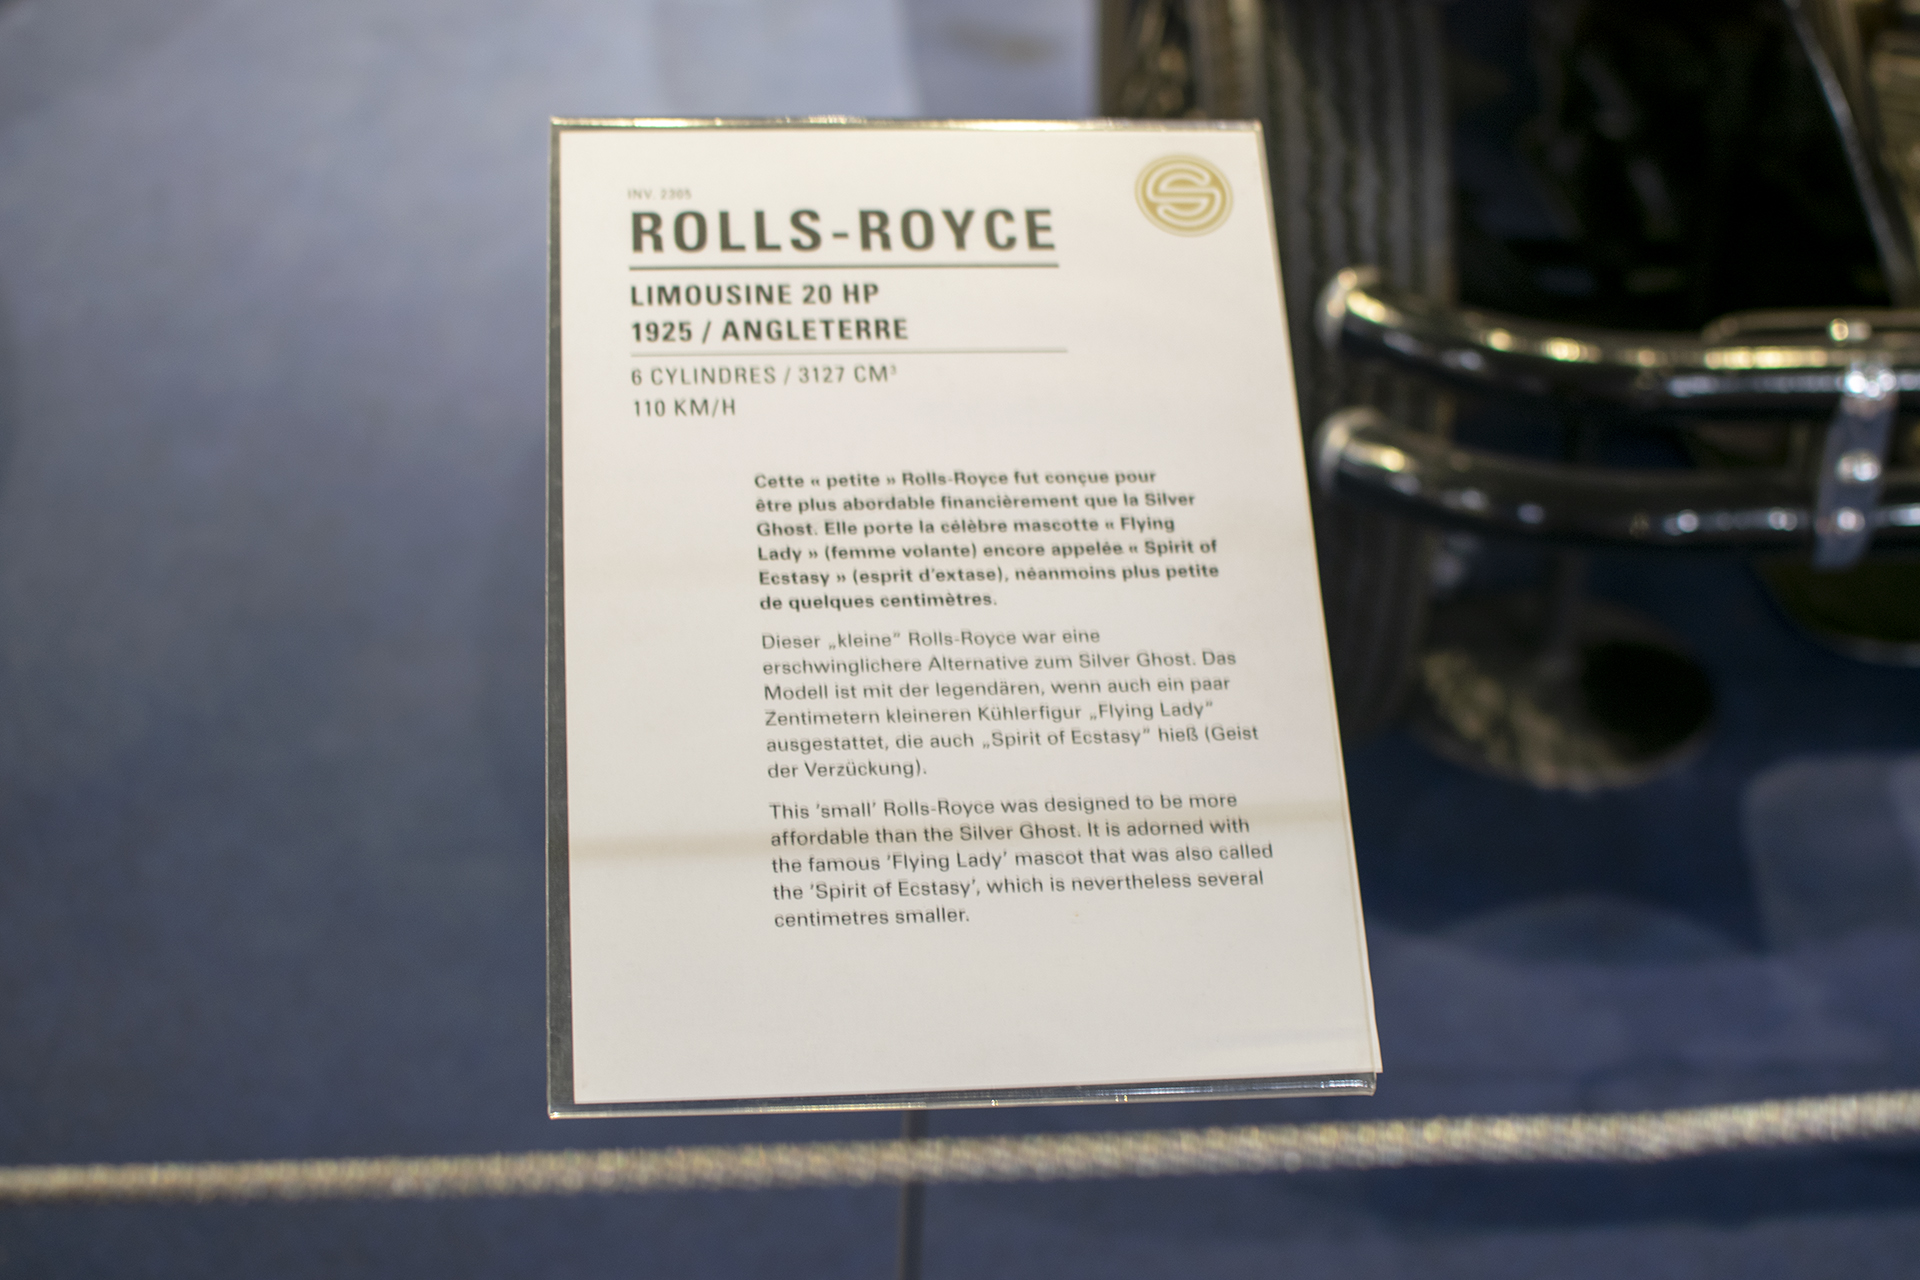 INV. 2305
ROLLS-ROYCE
LIMOUSINE 20 HP
1925 / ANGLETERRE
6 CYLINDRES / 3127 CM³
110 KM/H
Cette « petite » Rolls-Royce fut conçue pour
être plus abordable financièrement que la Silver
Ghost. Elle porte la célèbre mascotte « Flying
Lady » (femme volante) encore appelée « Spirit of
Ecstasy » (esprit d'extase), néanmoins plus petite
de quelques centimètres.
Dieser „kleine“ Rolls-Royce war eine
erschwinglichere Alternative zum Silver Ghost. Das
Modell ist mit der legendären, wenn auch ein paar
Zentimetern kleineren Kühlerfigur „Flying Lady“
ausgestattet, die auch „Spirit of Ecstasy“ hieß (Geist
der Verzückung).
This ‘small’ Rolls-Royce was designed to be more
affordable than the Silver Ghost. It is adorned with
the famous ‘Flying Lady’ mascot that was also called
the ‘Spirit of Ecstasy’, which is nevertheless several
centimetres smaller.